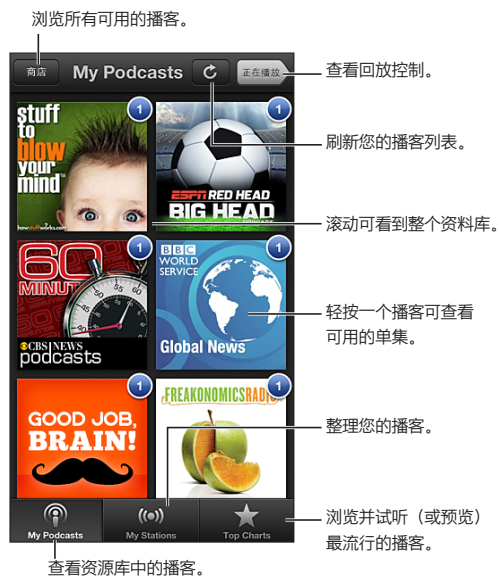 浏览所有可用的播客。
商店
My Podcasts
正在播放
查看回放控制。
1
1
stuff
to
blow
your
mind
howstuffworks.com
ESPN RED HEAD
BIG HEAD
刷新您的播客列表。
滚动可看到整个资料库。
1
1
60
MINUT
CBS NEWS
podcasts
BBC
WORLD
SERVICE
Global News
轻按一个播客可查看
可用的单集。
1
1
GOOD JOB,
BRAIN!
FREAKONOMICS RADIO
整理您的播客。
My Podcasts
My Stations
Top Charts
浏览并试听（或预览）
最流行的播客。
查看资源库中的播客。